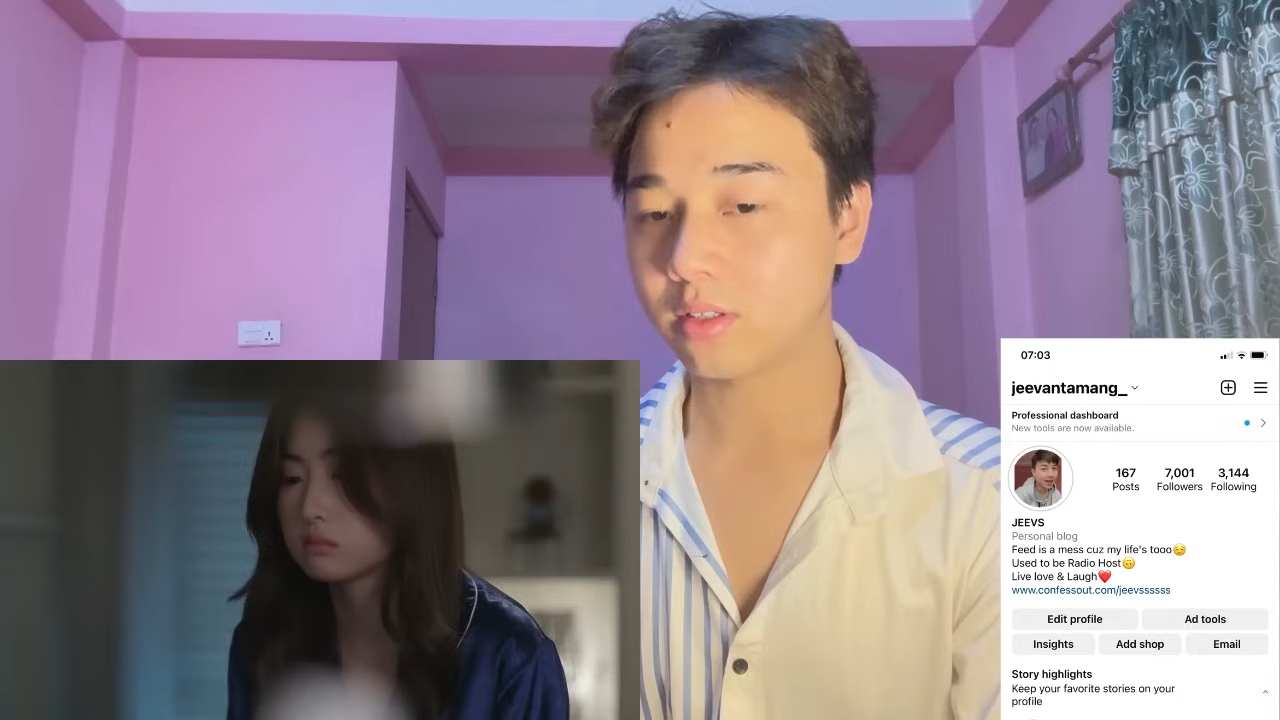 07:03
jeevantamang_
Professional dashboard
New tools are now available.
167 7,001 3,144
Posts Followers Following
JEEVS
Personal blog
Feed is a mess cuz my life's tooo😔
Used to be Radio Host🙃
Live love & Laugh❤️
www.confessout.com/jeevssssss
Edit profile Ad tools
Insights Add shop Email
Story highlights
Keep your favorite stories on your
profile